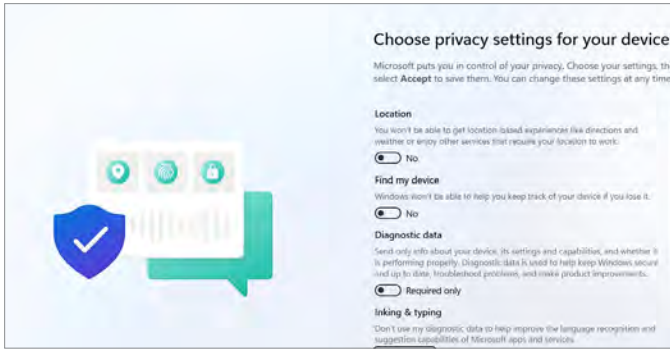 Choose privacy settings for your device
Microsoft puts you in control of your privacy. Choose your settings, th
select Accept to save them. You can change these settings at any time
Location
You won't be able to get location-based experiences like directions and
weather or enjoy other services that require your location to work.
No
Find my device
Windows won't be able to help you keep track of your device if you lose it.
No
Diagnostic data
Send only info about your device, its settings and capabilities, and whether it
is performing properly. Diagnostic data is used to help keep Windows secure
and up to date, troubleshoot problems, and make product improvements.
Required only
Inking & typing
Don't use my diagnostic data to help improve the language recognition and
suggestion capabilities of Microsoft apps and services.